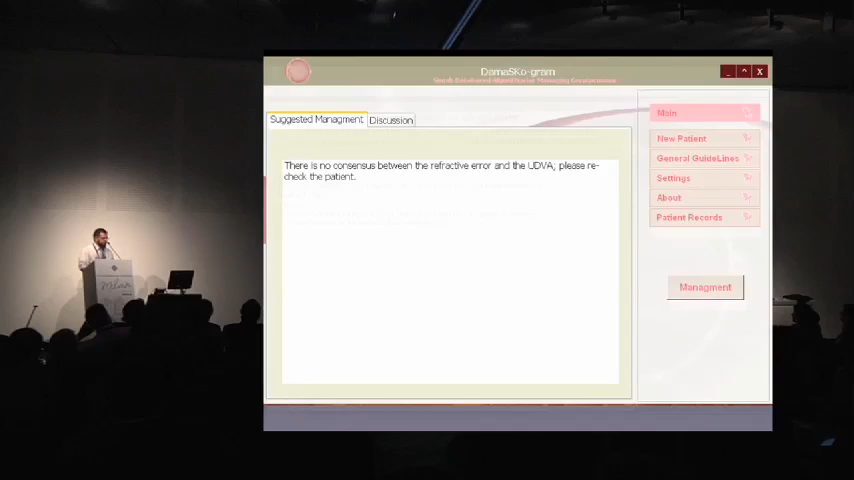 DamaSKo-gram
_ ^ X
Suggested Managment
Discussion
There is no consensus between the refractive error and the UDVA; please re-
check the patient.
Main
New Patient
General GuideLines
Settings
About
Patient Records
Managment
Milan